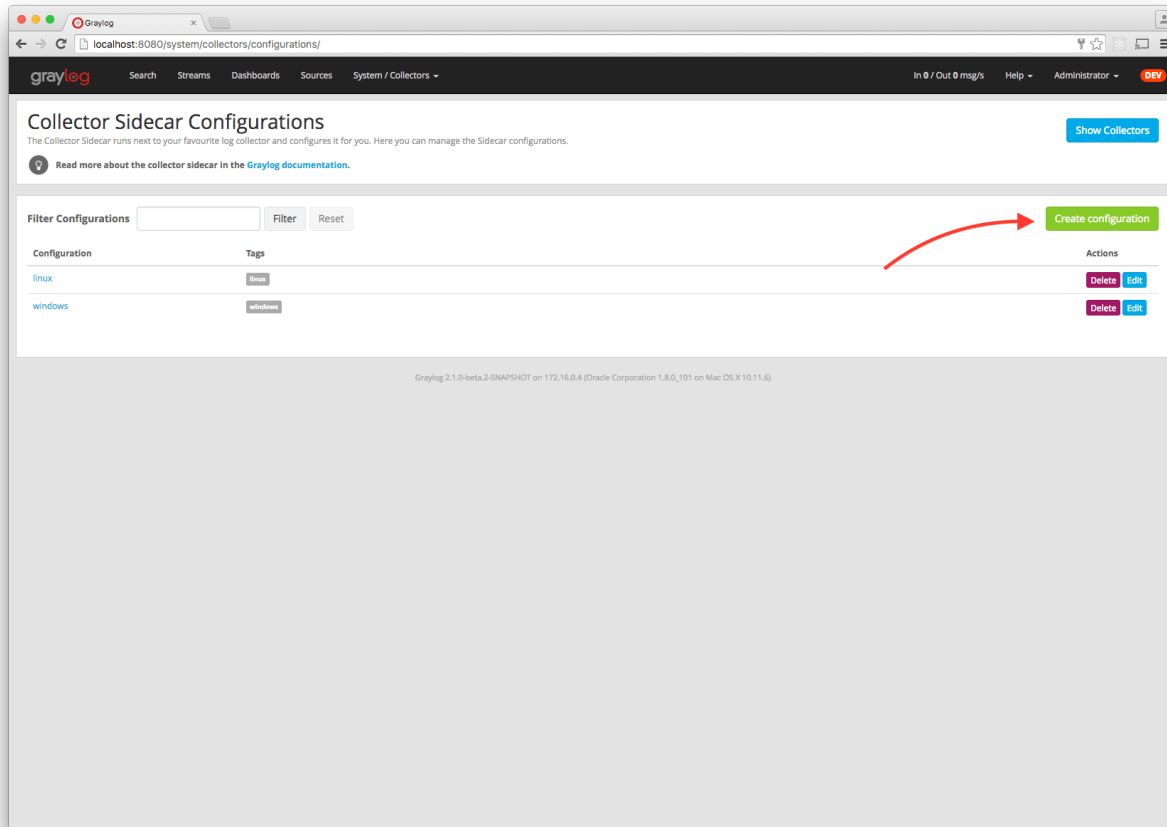 Graylog
localhost:8080/system/collectors/configurations/
graylog Search Streams Dashboards Sources System / Collectors In 0 / Out 0 msg/s Help Administrator DEV
Collector Sidecar Configurations
The Collector Sidecar runs next to your favourite log collector and configures it for you. Here you can manage the Sidecar configurations.
Show Collectors
Read more about the collector sidecar in the Graylog documentation.
Filter Configurations Filter Reset Create configuration
Configuration Tags Actions
linux linux Delete Edit
windows windows Delete Edit
Graylog 2.1.0-beta.2-SNAPSHOT on 172.16.0.4 (Oracle Corporation 1.8.0_101 on Mac OS X 10.11.6)